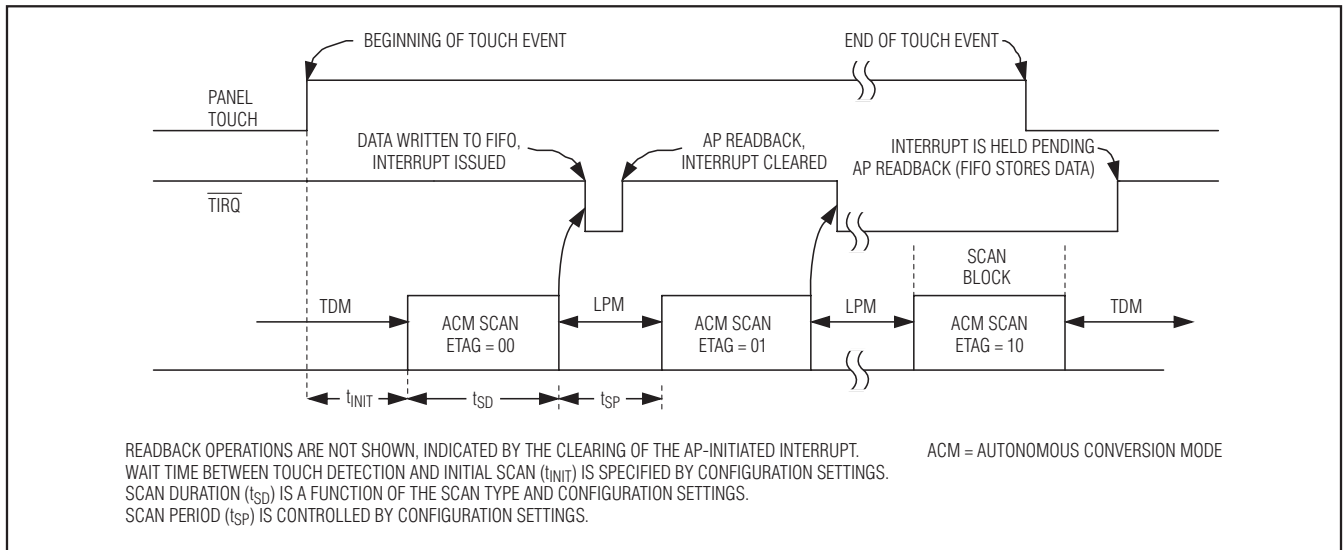 BEGINNING OF TOUCH EVENT
END OF TOUCH EVENT
PANEL
TOUCH
DATA WRITTEN TO FIFO,
INTERRUPT ISSUED
AP READBACK,
INTERRUPT CLEARED
INTERRUPT IS HELD PENDING
AP READBACK (FIFO STORES DATA)
TIRQ
SCAN
BLOCK
TDM
ACM SCAN
ETAG = 00
LPM
ACM SCAN
ETAG = 01
LPM
ACM SCAN
ETAG = 10
TDM
tINIT
tSD
tSP
READBACK OPERATIONS ARE NOT SHOWN, INDICATED BY THE CLEARING OF THE AP-INITIATED INTERRUPT.
ACM = AUTONOMOUS CONVERSION MODE
WAIT TIME BETWEEN TOUCH DETECTION AND INITIAL SCAN (tINIT) IS SPECIFIED BY CONFIGURATION SETTINGS.
SCAN DURATION (tSD) IS A FUNCTION OF THE SCAN TYPE AND CONFIGURATION SETTINGS.
SCAN PERIOD (tSP) IS CONTROLLED BY CONFIGURATION SETTINGS.